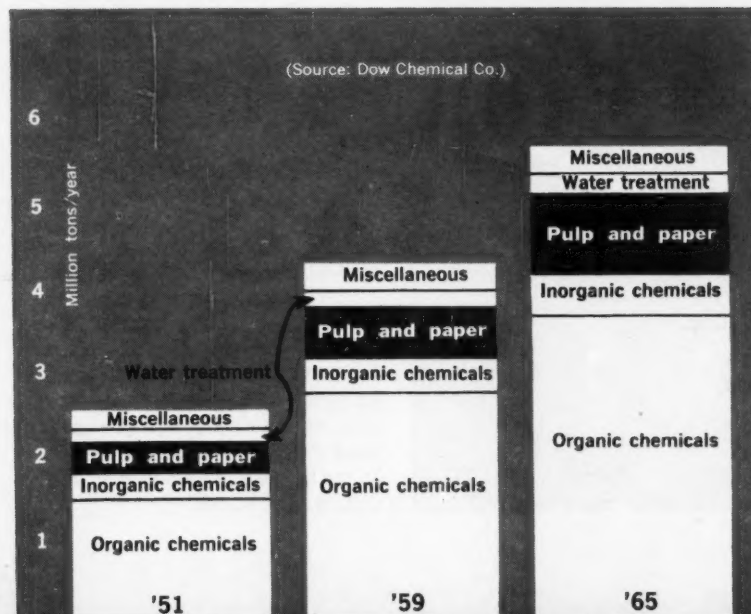 (Source: Dow Chemical Co.)
6
5
4
3
2
1
Million tons/year
Miscellaneous
Water treatment
Pulp and paper
Inorganic chemicals
Organic chemicals
'65
Miscellaneous
Pulp and paper
Inorganic chemicals
Organic chemicals
'59
Water treatment
Miscellaneous
Pulp and paper
Inorganic chemicals
Organic chemicals
'51